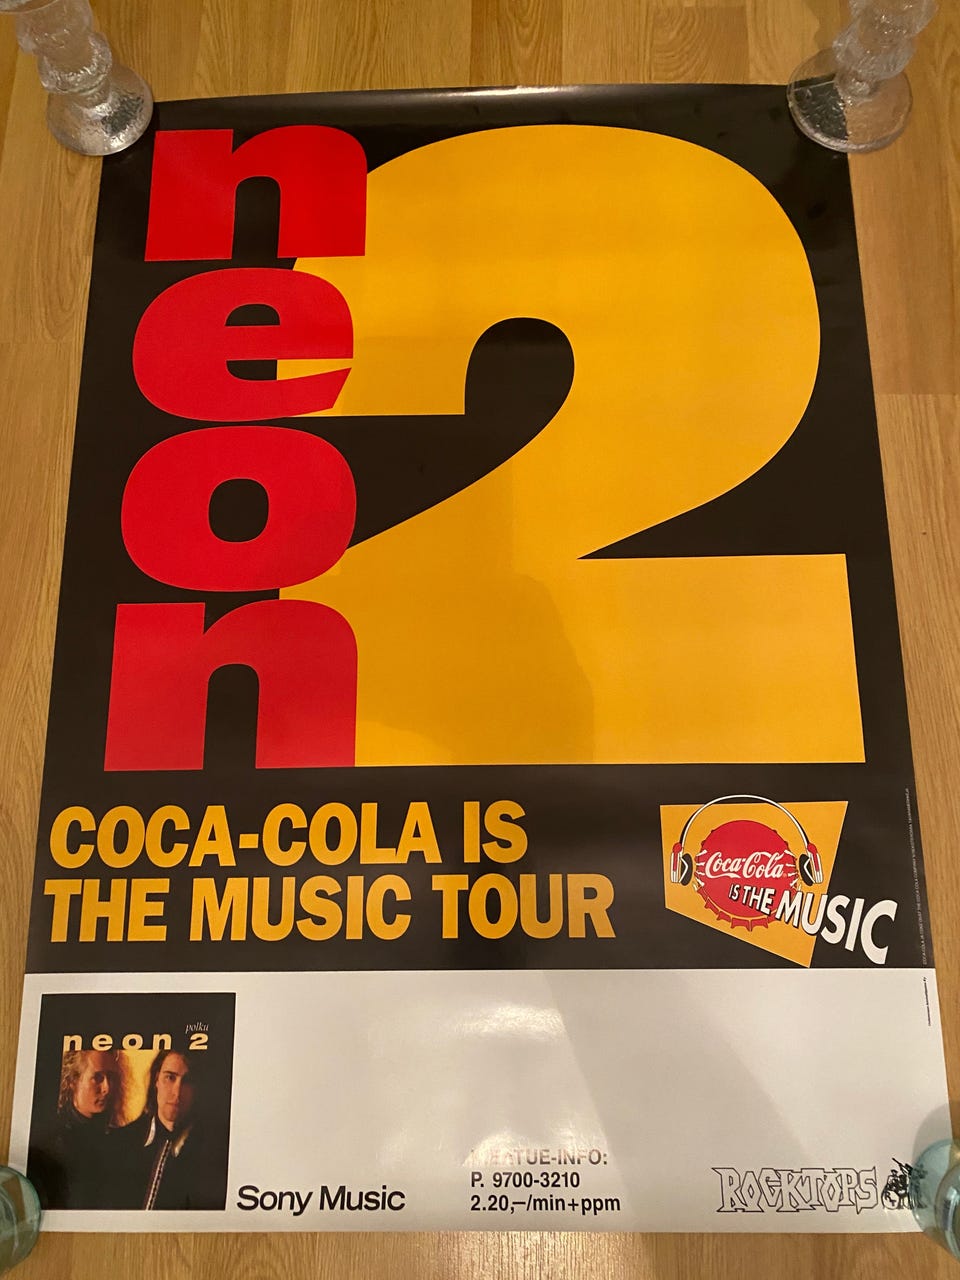 neon 2
COCA-COLA IS
THE MUSIC TOUR
Coca-Cola
IS THE MUSIC
polka
neon 2
Sony Music
P. 9700-3210
2.20,–/min+ppm
ROCKTOPS